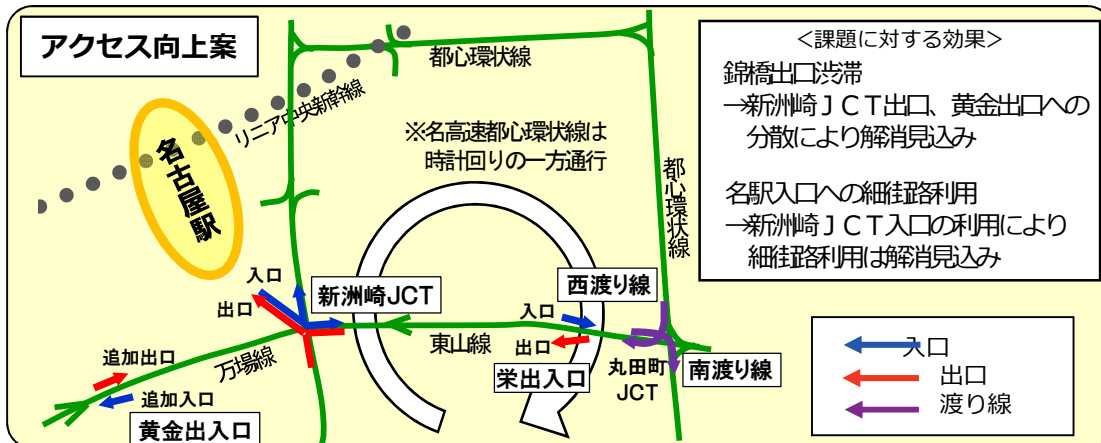 アクセス向上案
都心環状線
リニア中央新幹線
名古屋駅
※名高速都心環状線は
時計回りの一方通行
都心環状線
<課題に対する効果>
錦橋出口渋滞
→新洲崎JCT出口、黄金出口への
分散により解消見込み
名駅入口への細街路利用
→新洲崎JCT入口の利用により
細街路利用は解消見込み
入口
出口
新洲崎JCT
西渡り線
入口
出口
東山線
栄出入口
丸田町
JCT
南渡り線
追加出口
万場線
追加入口
黄金出入口
入口
出口
渡り線